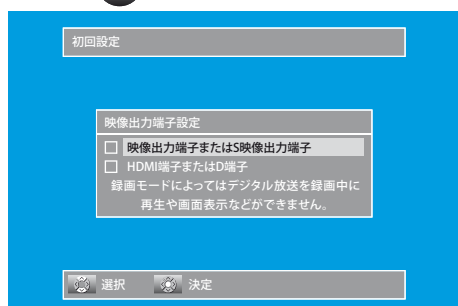 初回設定
映像出力端子設定
映像出力端子またはS映像出力端子
HDMI端子またはD端子
録画モードによってはデジタル放送を録画中に
再生や画面表示などができません。
選択 決定